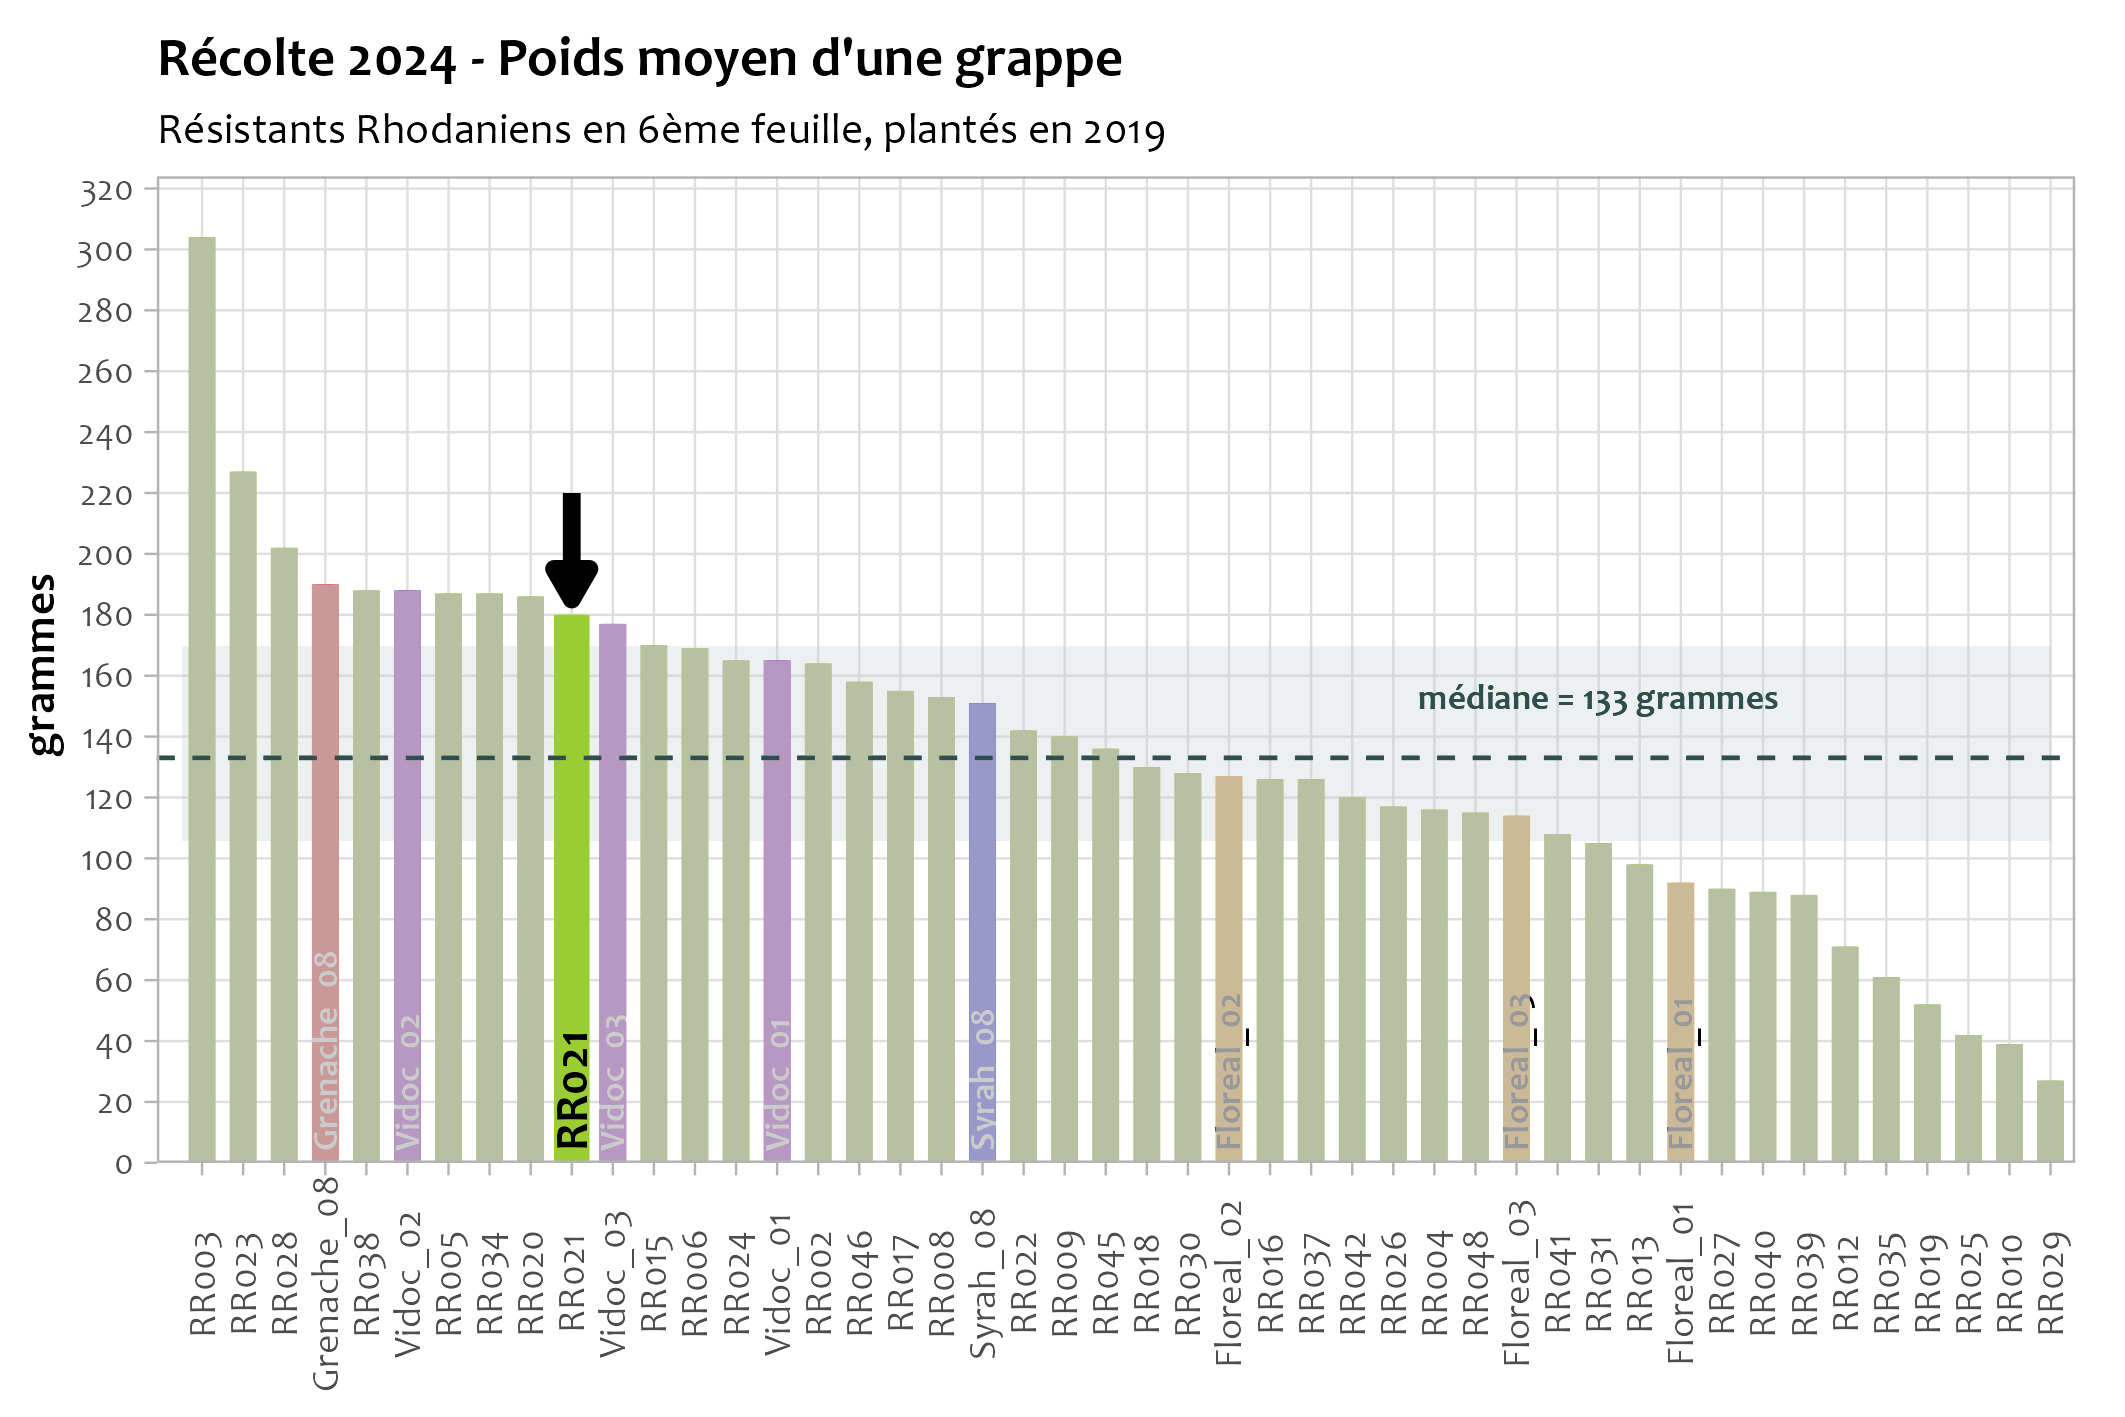 Récolte 2024 - Poids moyen d'une grappe
Résistants Rhodaniens en 6ème feuille, plantés en 2019
grammes
320
300
280
260
240
220
200
180
160
140
120
100
80
60
40
20
0
médiane = 133 grammes
Grenache_08
Vidoc_02
RR021
Vidoc_03
Vidoc_01
Syrah_08
Floreal_02
Floreal_03
Floreal_01
RR003
RR023
RR028
Grenache_08
RR038
Vidoc_02
RR005
RR034
RR020
RR021
Vidoc_03
RR015
RR006
RR024
Vidoc_01
RR002
RR046
RR017
RR008
Syrah_08
RR022
RR009
RR045
RR018
RR030
Floreal_02
RR016
RR037
RR042
RR026
RR004
RR048
Floreal_03
RR041
RR031
RR013
Floreal_01
RR027
RR040
RR039
RR012
RR035
RR019
RR025
RR010
RR029